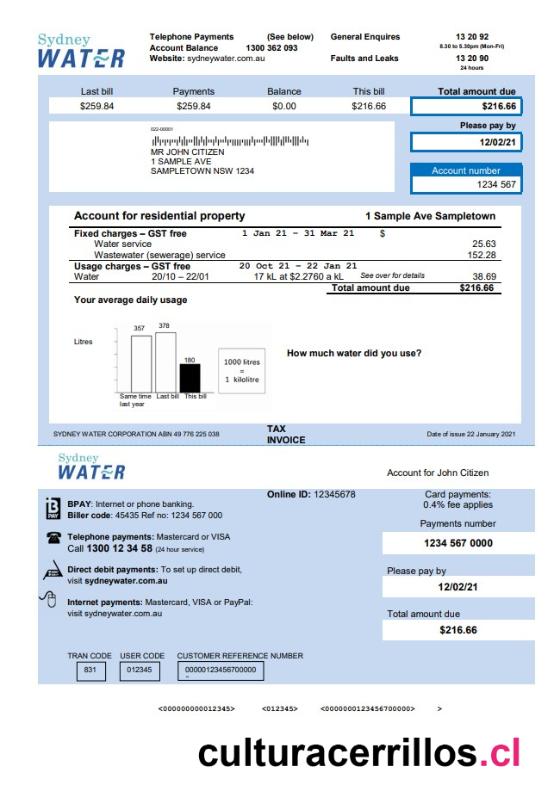 Sydney
WATER
Telephone Payments (See below)
Account Balance 1300 362 093
Website: sydneywater.com.au
General Enquires 13 20 92
8.30 to 5.30pm (Mon-Fri)
Faults and Leaks 13 20 90
24 hours
Last bill Payments Balance This bill Total amount due
$259.84 $259.84 $0.00 $216.66 $216.66
Please pay by
12/02/21
Account number
1234 567
022-00001
MR JOHN CITIZEN
1 SAMPLE AVE
SAMPLETOWN NSW 1234
Account for residential property 1 Sample Ave Sampletown
Fixed charges – GST free 1 Jan 21 – 31 Mar 21 $
Water service 25.63
Wastewater (sewerage) service 152.28
Usage charges – GST free 20 Oct 21 – 22 Jan 21
Water 20/10 – 22/01 17 kL at $2.2760 a kL See over for details 38.69
Total amount due $216.66
Your average daily usage
Litres
357
378
180
Same time last year
Last bill
This bill
1000 litres
=
1 kilolitre
How much water did you use?
SYDNEY WATER CORPORATION ABN 49 776 225 038
TAX
INVOICE
Date of issue 22 January 2021
Sydney
WATER
Account for John Citizen
Online ID: 12345678
Card payments:
0.4% fee applies
B
PAY
BPAY: Internet or phone banking.
Biller code: 45435 Ref no: 1234 567 000
Telephone payments: Mastercard or VISA
Call 1300 12 34 58 (24 hour service)
Direct debit payments: To set up direct debit,
visit sydneywater.com.au
Internet payments: Mastercard, VISA or PayPal:
visit sydneywater.com.au
Payments number
1234 567 0000
Please pay by
12/02/21
Total amount due
$216.66
TRAN CODE USER CODE CUSTOMER REFERENCE NUMBER
831 012345 00000123456700000
<000000000012345> <012345> <0000000123456700000> >
culturacerrillos.cl